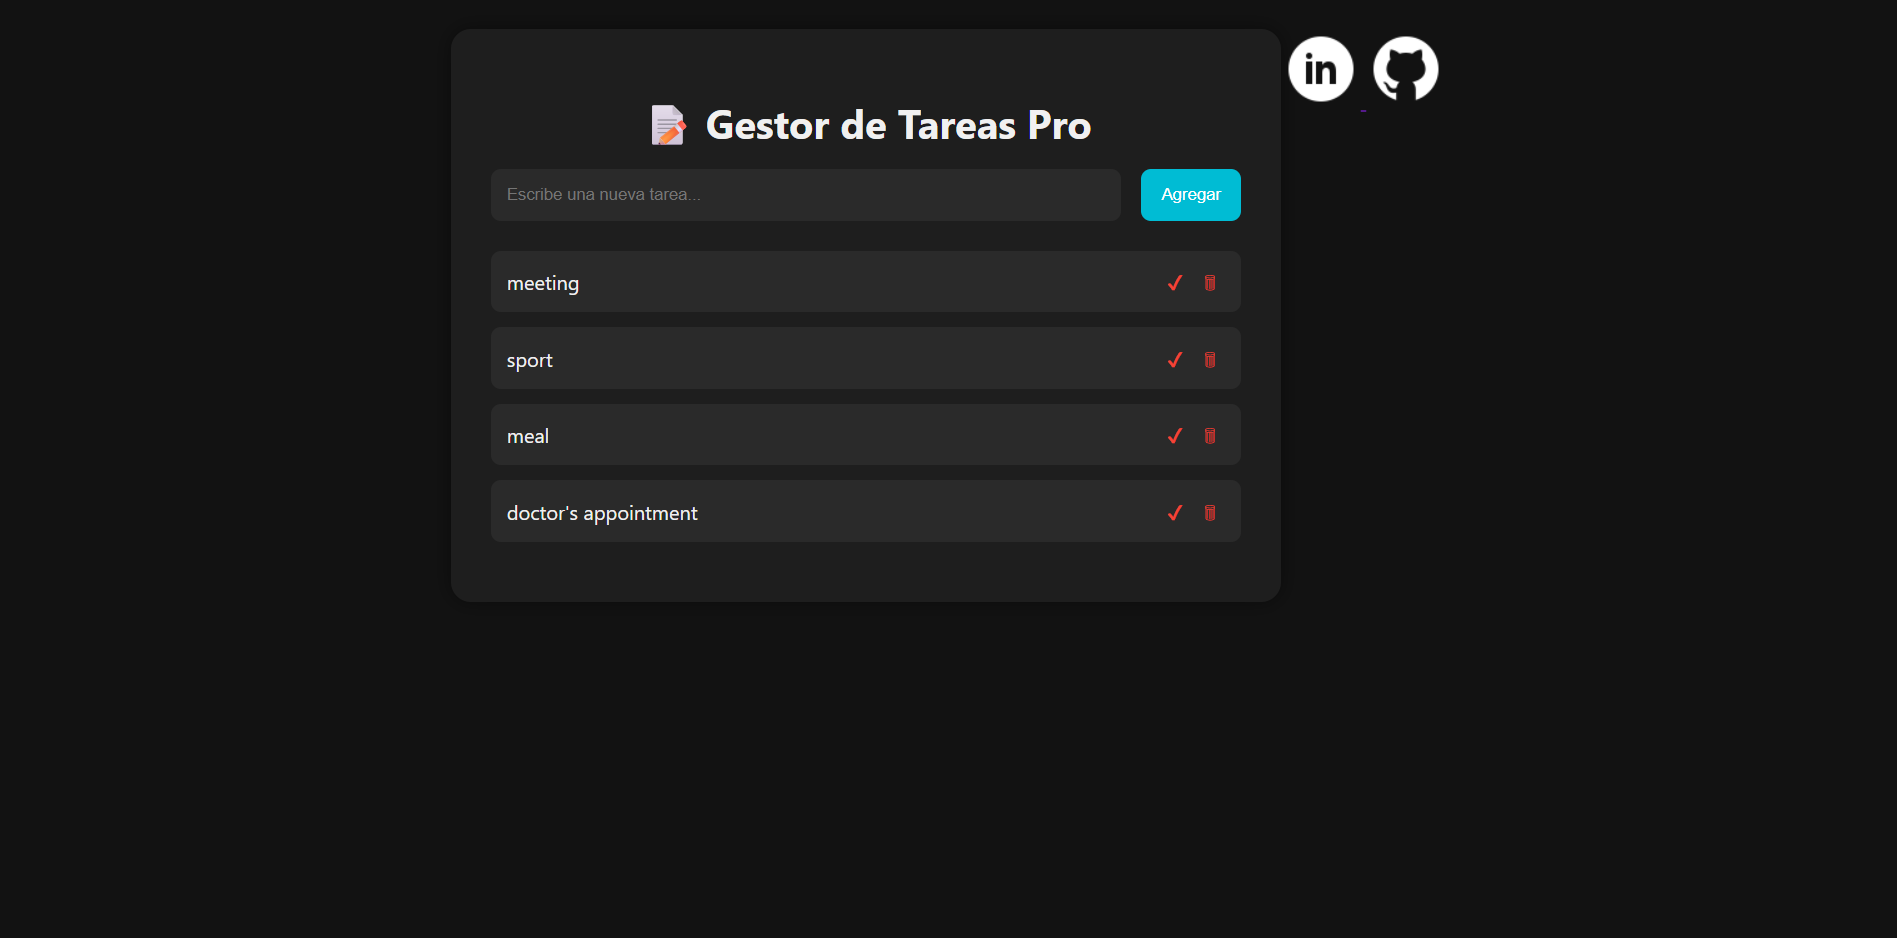 in
Gestor de Tareas Pro
Escribe una nueva tarea...
Agregar
meeting
sport
meal
doctor's appointment